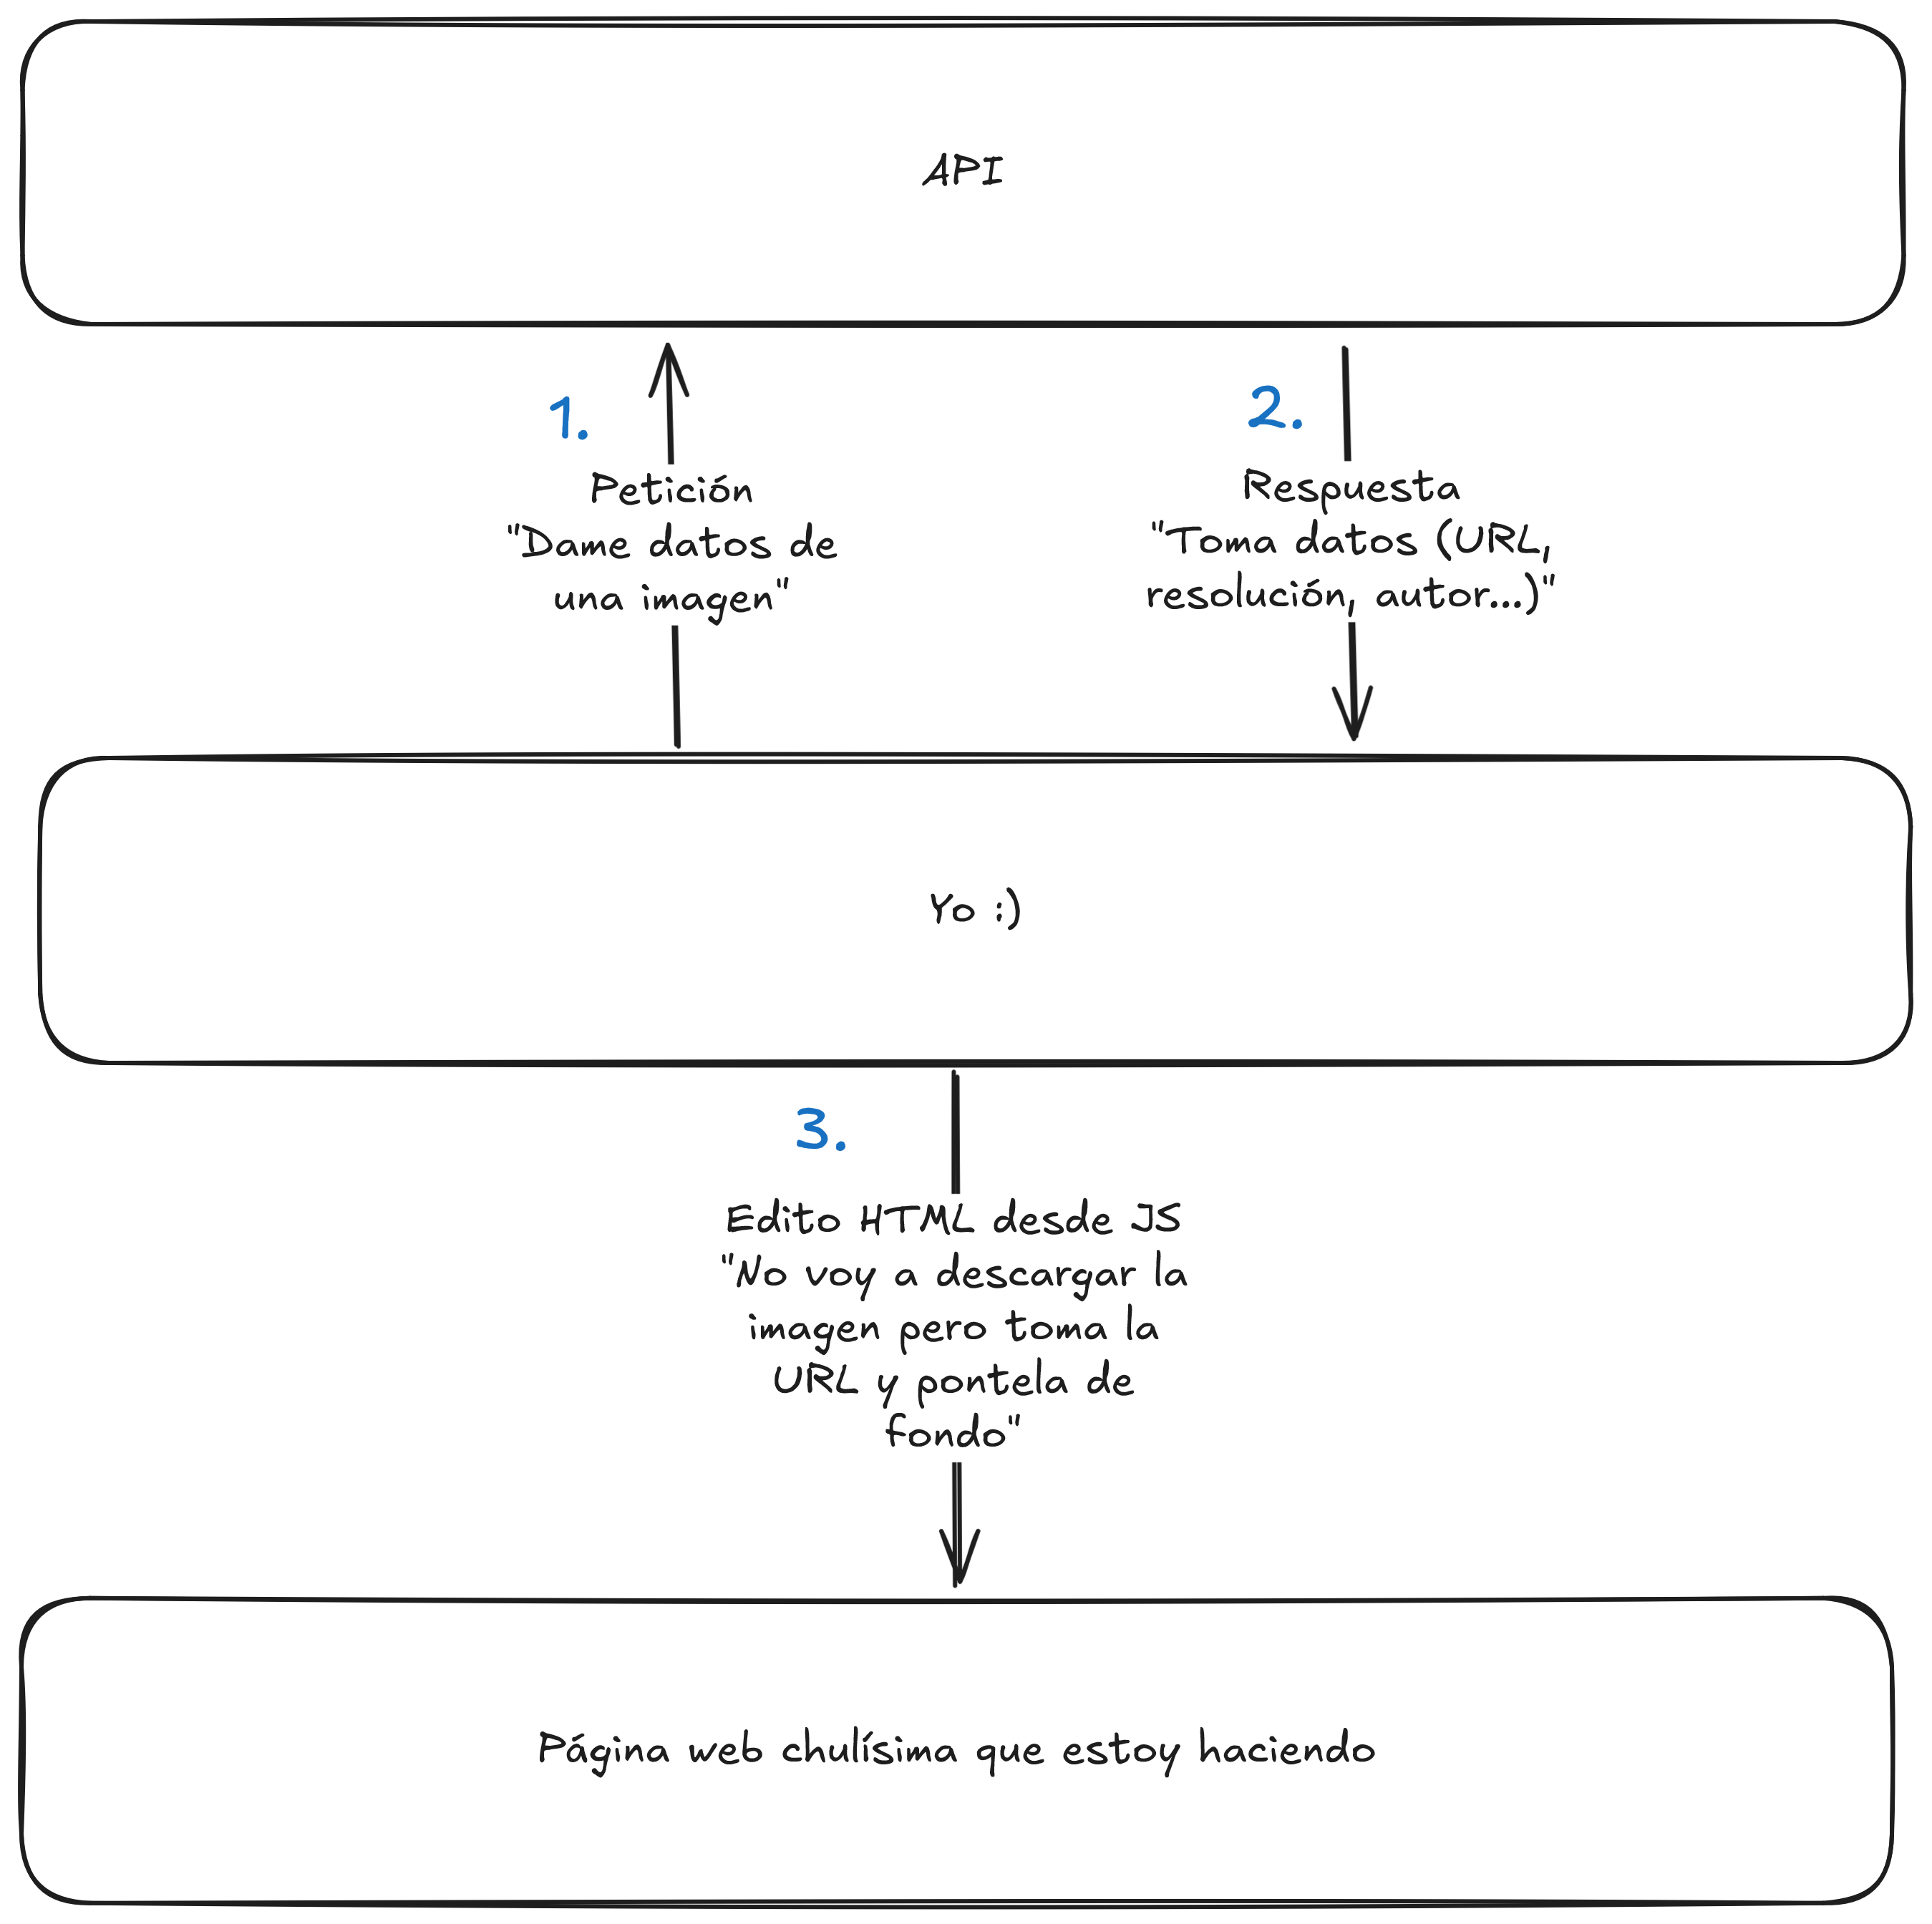 API
1.
Petición
"Dame datos de
una imagen"
2.
Respuesta
"Toma datos (URL,
resolución, autor...)"
Yo :)
3.
Edito HTML desde JS
"No voy a descargar la
imagen pero toma la
URL y pontela de
fondo"
Página web chulísima que estoy haciendo